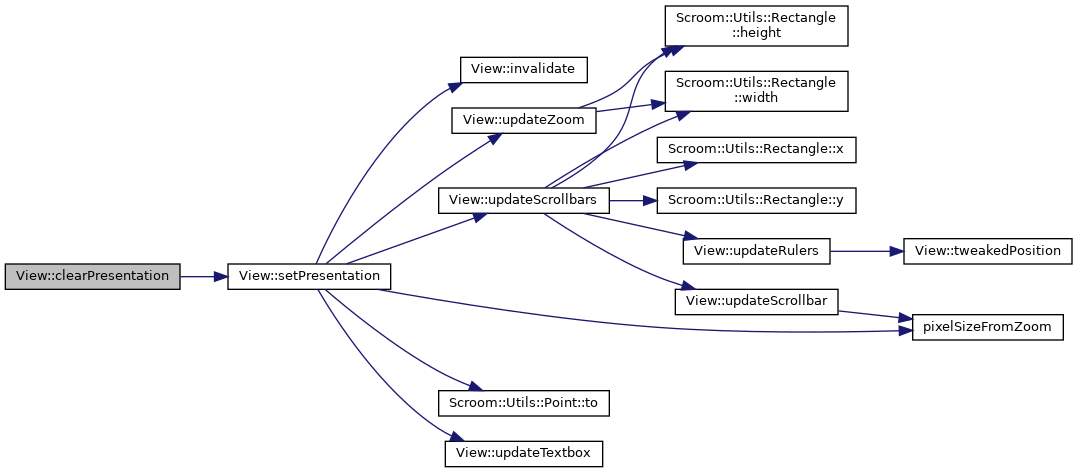 Scroom::Utils::Rectangle
::height
View::invalidate
Scroom::Utils::Rectangle
::width
View::updateZoom
Scroom::Utils::Rectangle::x
View::updateScrollbars
Scroom::Utils::Rectangle::y
View::updateRulers
View::tweakedPosition
View::clearPresentation
View::setPresentation
View::updateScrollbar
pixelSizeFromZoom
Scroom::Utils::Point::to
View::updateTextbox